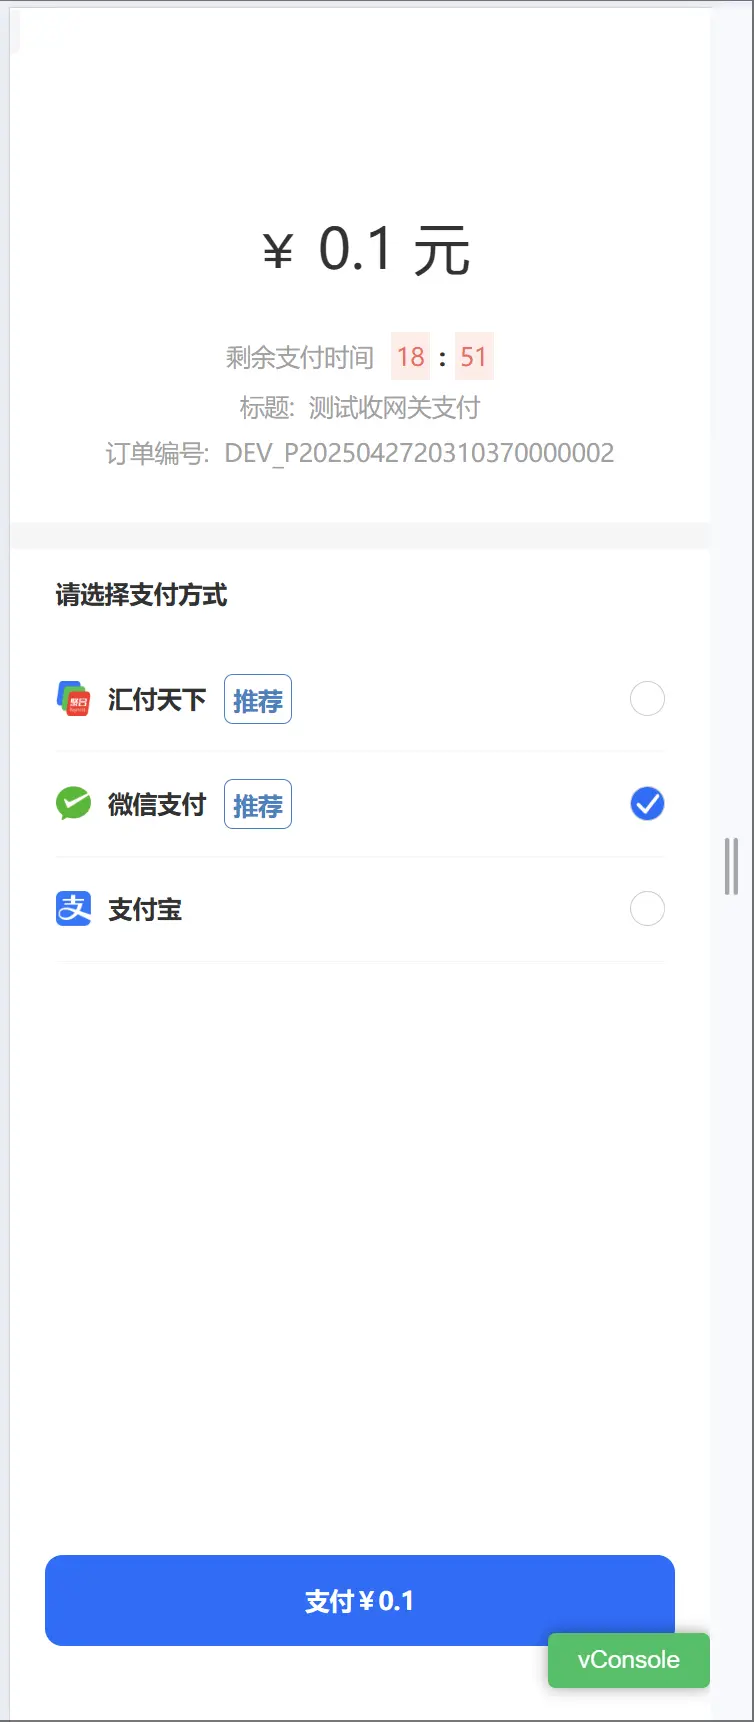 ¥ 0.1 元
剩余支付时间 18 : 51
标题: 测试收网关支付
订单编号: DEV_P2025042720310370000002
请选择支付方式
聚合
汇付天下 推荐
微信支付 推荐
支付宝
支付¥0.1
vConsole